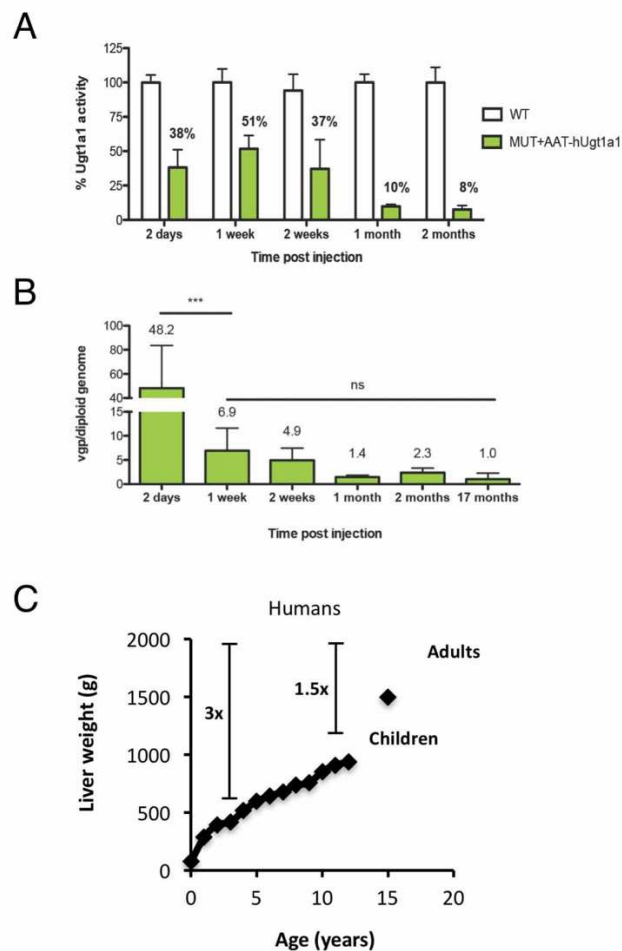 A
125
100
75
50
25
0
% Ugt1a1 activity
38%
51%
37%
10%
8%
WT
MUT+AAT-hUgt1a1
2 days
1 week
2 weeks
1 month
2 months
Time post injection
B
***
ns
100
80
60
40
15
10
5
0
vgp/diploid genome
48.2
6.9
4.9
1.4
2.3
1.0
2 days
1 week
2 weeks
1 month
2 months
17 months
Time post injection
C
Humans
2000
1500
1000
500
0
Liver weight (g)
3x
1.5x
Adults
Children
0
5
10
15
20
Age (years)